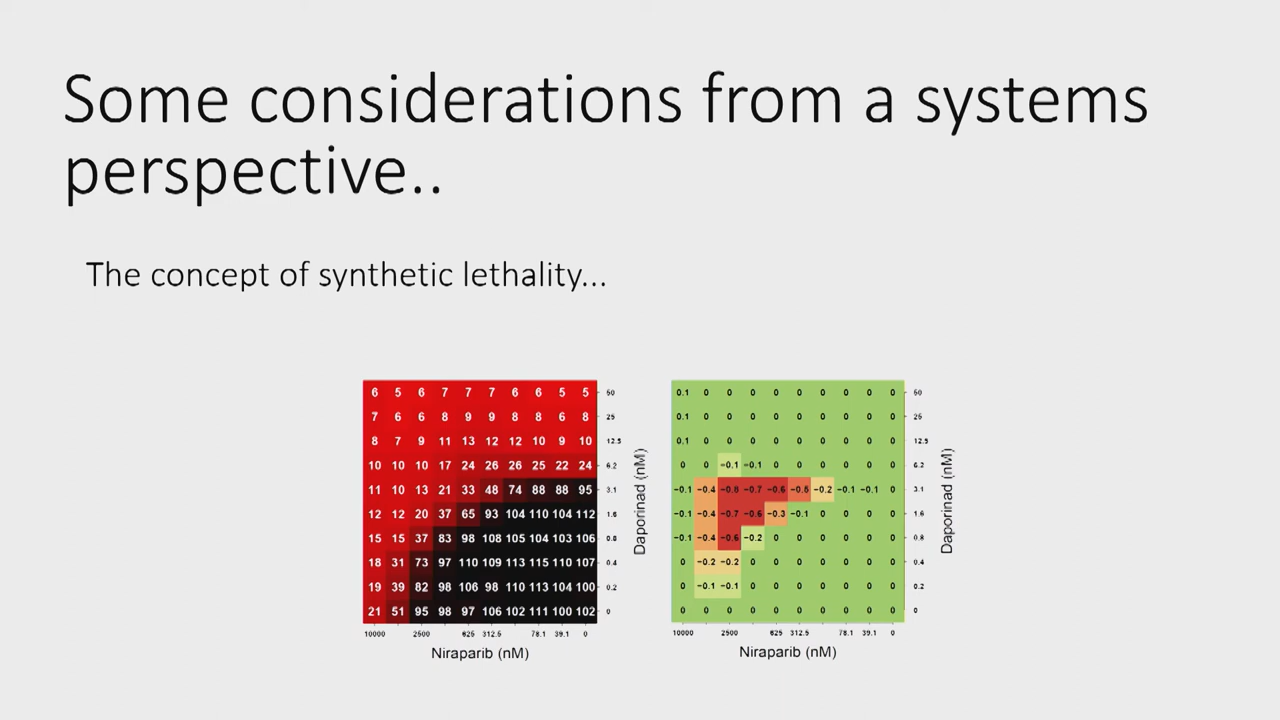 Some considerations from a systems
perspective..
The concept of synthetic lethality...
6 5 6 7 7 7 6 6 5 5 50
7 6 6 8 9 9 8 8 6 8 25
8 7 9 11 13 12 12 10 9 10 12.5
10 10 10 17 24 26 26 25 22 24 6.2
11 10 13 21 33 48 74 88 88 95 3.1
12 12 20 37 65 93 104 110 104 112 1.6
15 15 37 83 98 108 105 104 103 106 0.8
18 31 73 97 110 109 113 115 110 107 0.4
19 39 82 98 106 98 110 113 104 100 0.2
21 51 95 98 97 106 102 111 100 102 0
10000 2500 625 312.5 78.1 39.1 0
Niraparib (nM)
Daporinad (nM)
0.1 0 0 0 0 0 0 0 0 0 50
0.1 0 0 0 0 0 0 0 0 0 25
0.1 0 0 0 0 0 0 0 0 0 12.5
0 0 −0.1 −0.1 0 0 0 0 0 0 6.2
−0.1 −0.4 −0.8 −0.7 −0.6 −0.5 −0.2 −0.1 −0.1 0 3.1
−0.1 −0.4 −0.7 −0.6 −0.3 −0.1 0 0 0 0 1.6
−0.1 −0.4 −0.6 −0.2 0 0 0 0 0 0 0.8
0 −0.2 −0.2 0 0 0 0 0 0 0 0.4
0 −0.1 −0.1 0 0 0 0 0 0 0 0.2
0 0 0 0 0 0 0 0 0 0 0
10000 2500 625 312.5 78.1 39.1 0
Niraparib (nM)
Daporinad (nM)